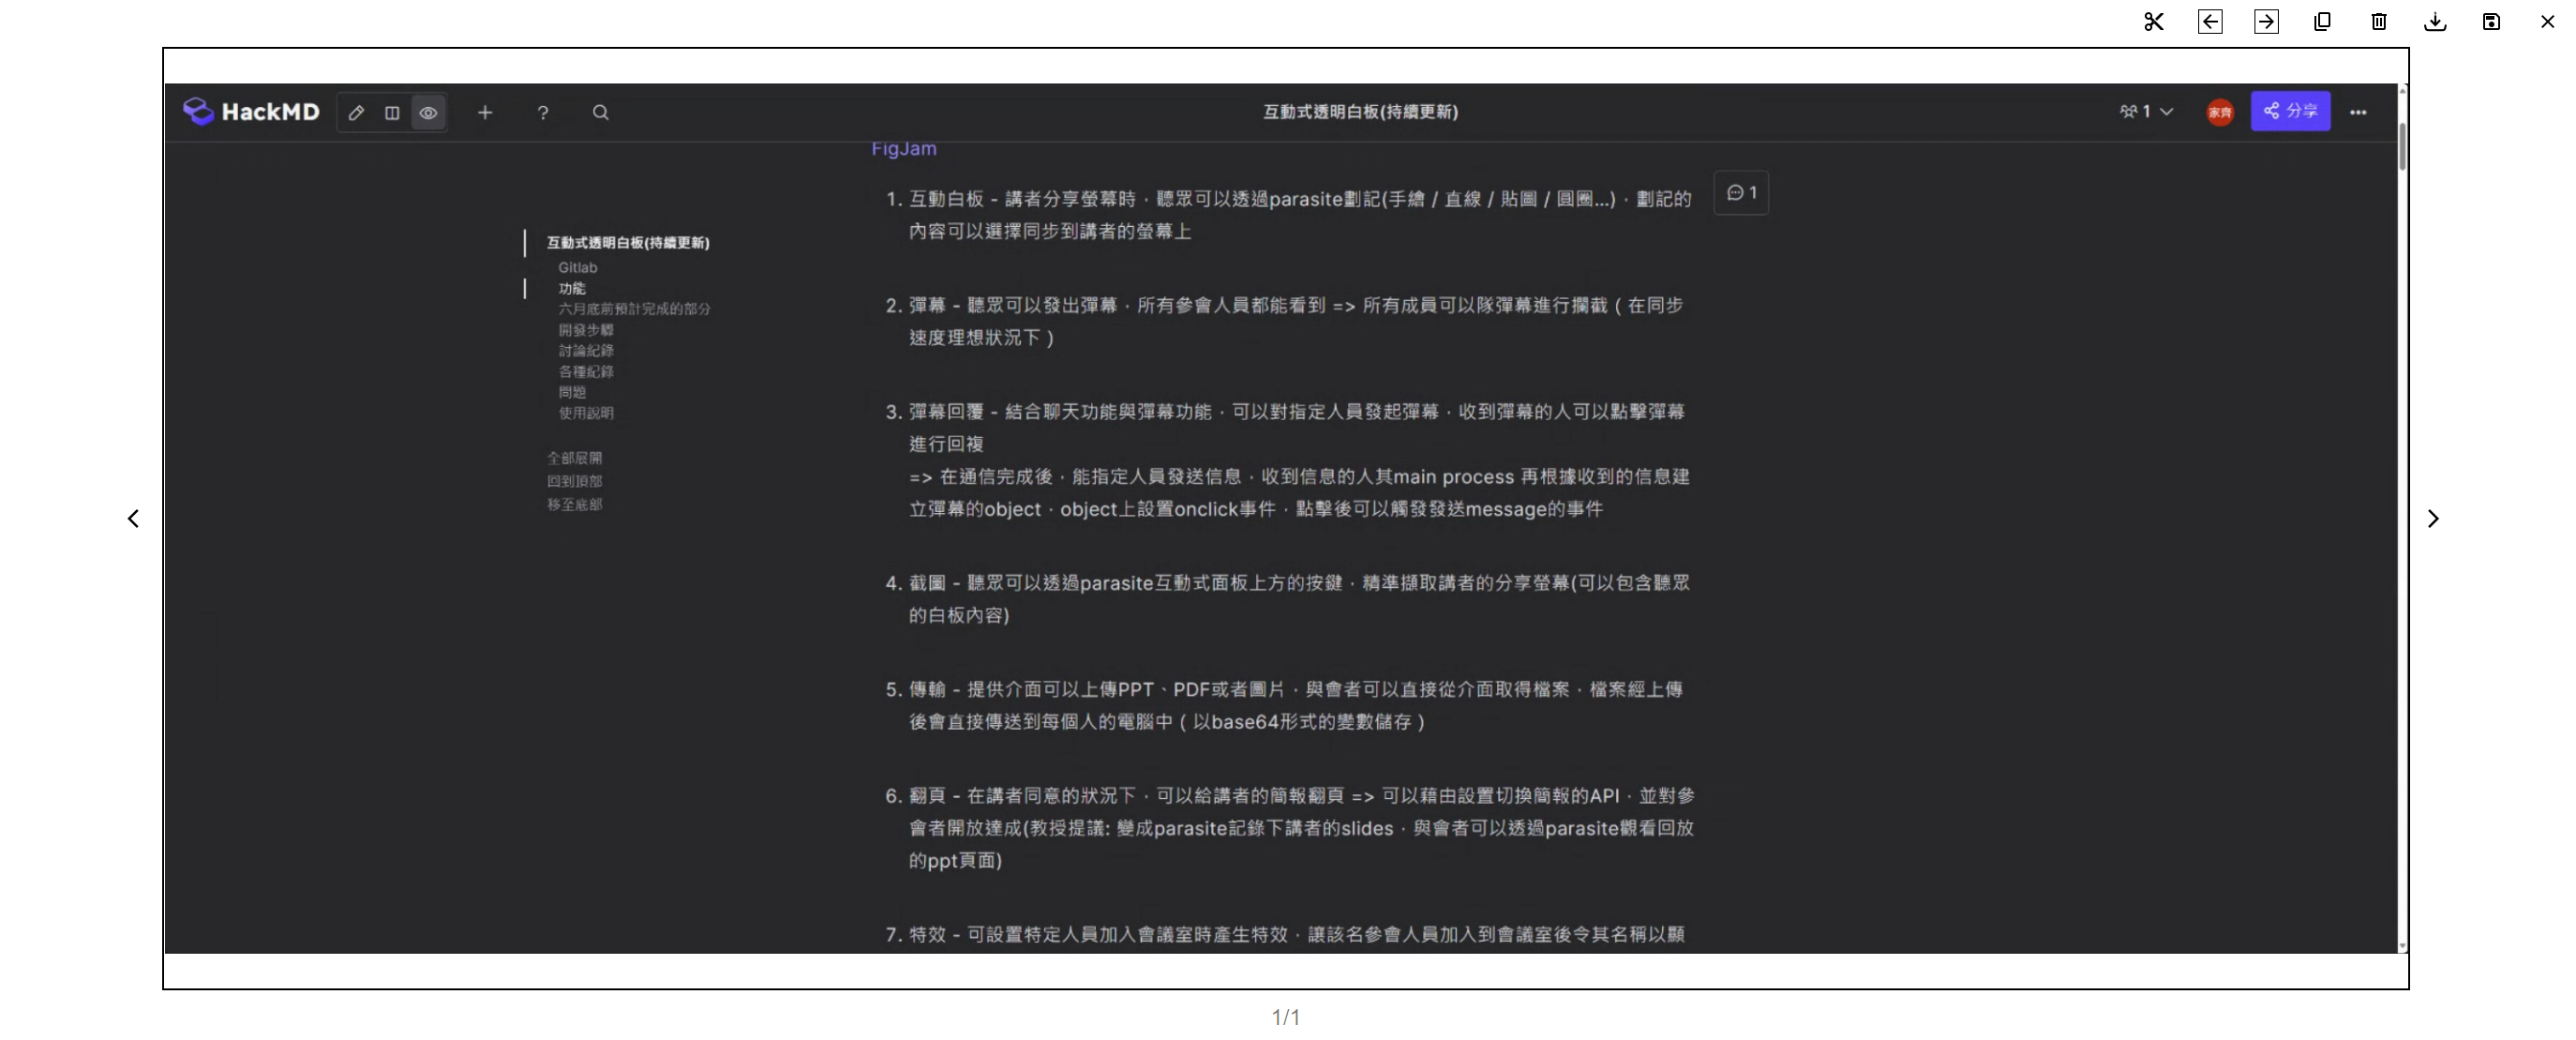 HackMD
互動式透明白板(持續更新)
1
家齊
分享
FigJam
互動式透明白板(持續更新)
Gitlab
功能
六月底前預計完成的部分
開發步驟
討論紀錄
各種紀錄
問題
使用說明
全部展開
回到頂部
移至底部
1. 互動白板 - 講者分享螢幕時，聽眾可以透過parasite劃記(手繪 / 直線 / 貼圖 / 圓圈...)，劃記的
內容可以選擇同步到講者的螢幕上
1
2. 彈幕 - 聽眾可以發出彈幕，所有參會人員都能看到 => 所有成員可以隊彈幕進行攔截 ( 在同步
速度理想狀況下 )
3. 彈幕回覆 - 結合聊天功能與彈幕功能，可以對指定人員發起彈幕，收到彈幕的人可以點擊彈幕
進行回複
=> 在通信完成後，能指定人員發送信息，收到信息的人其main process 再根據收到的信息建
立彈幕的object，object上設置onclick事件，點擊後可以觸發發送message的事件
4. 截圖 - 聽眾可以透過parasite互動式面板上方的按鍵，精準擷取講者的分享螢幕(可以包含聽眾
的白板內容)
5. 傳輸 - 提供介面可以上傳PPT、PDF或者圖片，與會者可以直接從介面取得檔案，檔案經上傳
後會直接傳送到每個人的電腦中 ( 以base64形式的變數儲存 )
6. 翻頁 - 在講者同意的狀況下，可以給講者的簡報翻頁 => 可以藉由設置切換簡報的API，並對參
會者開放達成(教授提議: 變成parasite記錄下講者的slides，與會者可以透過parasite觀看回放
的ppt頁面)
7. 特效 - 可設置特定人員加入會議室時產生特效，讓該名參會人員加入到會議室後令其名稱以顯
1/1